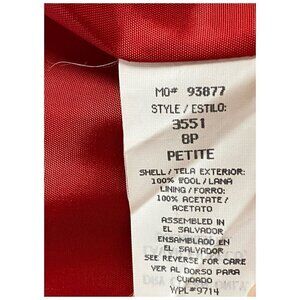 MO# 93877
STYLE / ESTILO:
3551
8P
PETITE
SHELL / TELA EXTERIOR:
100% WOOL / LANA
LINING / FORRO:
100% ACETATE /
ACETATO
ASSEMBLED IN
EL SALVADOR
ENSAMBLADO EN
EL SALVADOR
SEE REVERSE FOR CARE
VER AL DORSO PARA
CUIDADO
WPL#9714